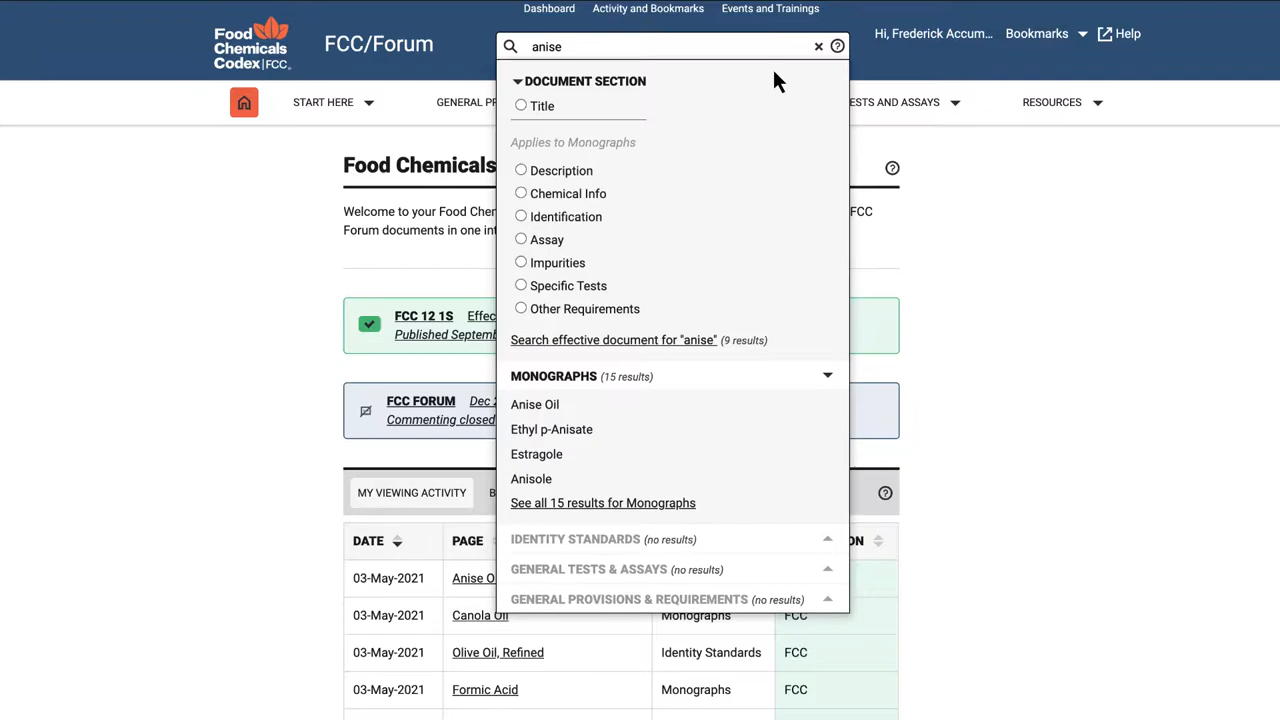 Dashboard Activity and Bookmarks Events and Trainings
Food
Chemicals
Codex | FCC
FCC/Forum
anise
Hi, Frederick Accum... Bookmarks Help
START HERE GENERAL PR ESTS AND ASSAYS RESOURCES
DOCUMENT SECTION
Title
Applies to Monographs
Description
Chemical Info
Identification
Assay
Impurities
Specific Tests
Other Requirements
Search effective document for "anise" (9 results)
MONOGRAPHS (15 results)
Anise Oil
Ethyl p-Anisate
Estragole
Anisole
See all 15 results for Monographs
IDENTITY STANDARDS (no results)
GENERAL TESTS & ASSAYS (no results)
GENERAL PROVISIONS & REQUIREMENTS (no results)
Food Chemicals
Welcome to your Food Cher FCC
Forum documents in one int
FCC 12 1S Effec
Published Septemb
FCC FORUM Dec 2
Commenting closed
MY VIEWING ACTIVITY B
DATE PAGE ON
03-May-2021 Anise O
03-May-2021 Canola Oil Monographs FCC
03-May-2021 Olive Oil, Refined Identity Standards FCC
03-May-2021 Formic Acid Monographs FCC